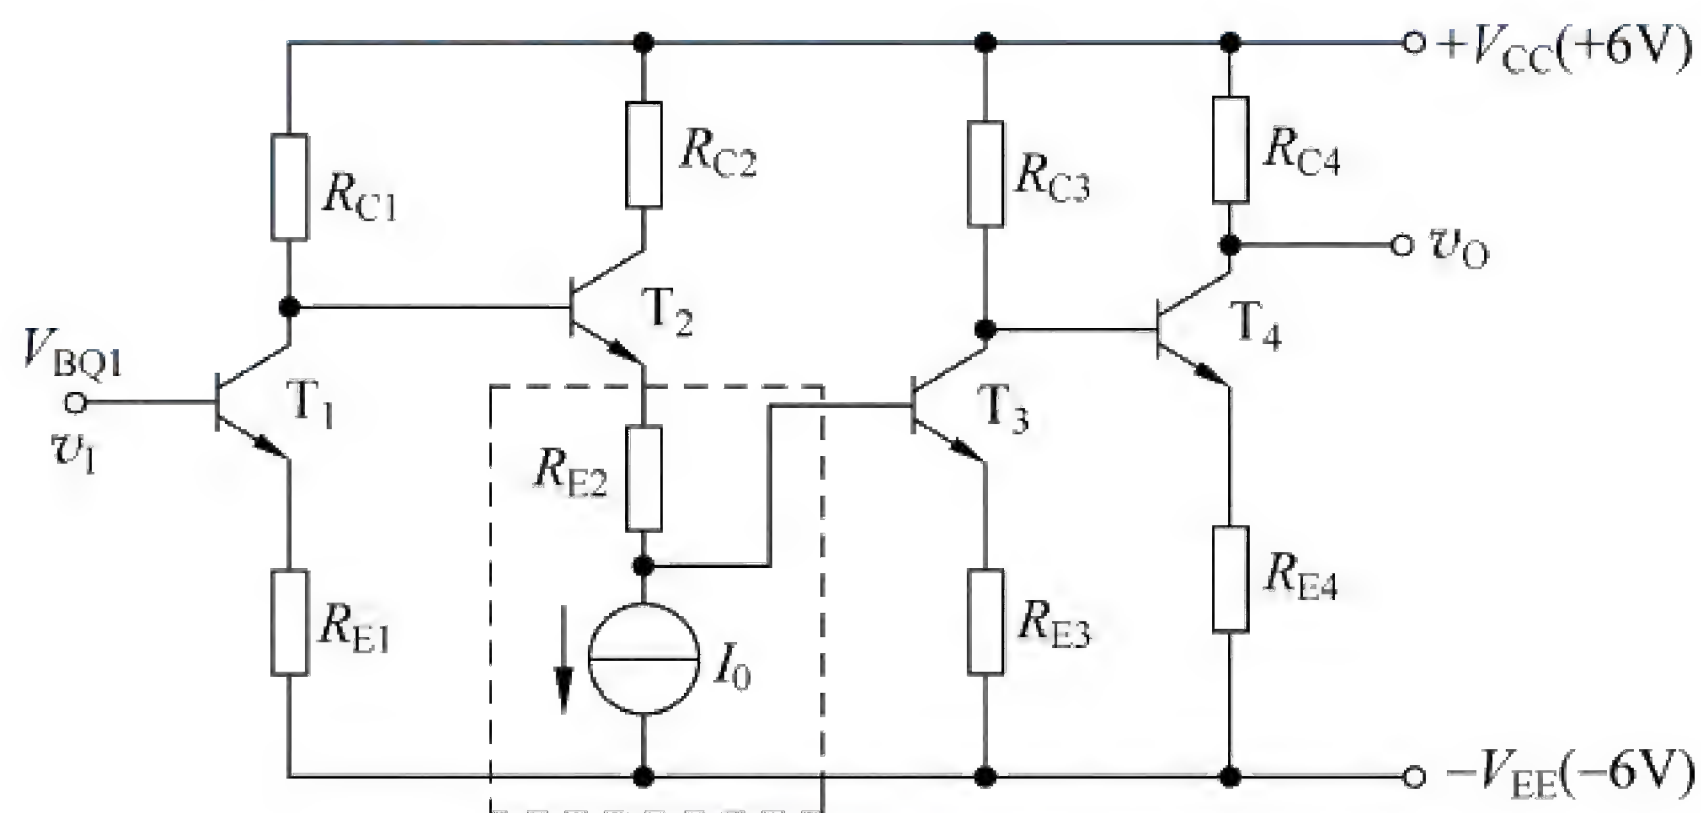 +V_CC(+6V)
R_C1
R_C2
R_C3
R_C4
v_O
V_BQ1
v_I
T_1
T_2
T_3
T_4
R_E2
I_0
R_E1
R_E3
R_E4
−V_EE(−6V)